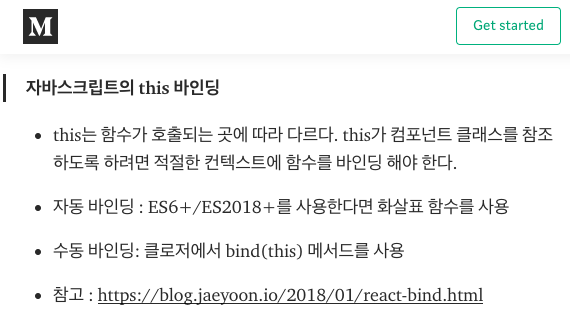 M
Get started
자바스크립트의 this 바인딩
• this는 함수가 호출되는 곳에 따라 다르다. this가 컴포넌트 클래스를 참조
하도록 하려면 적절한 컨텍스트에 함수를 바인딩 해야 한다.
• 자동 바인딩 : ES6+/ES2018+를 사용한다면 화살표 함수를 사용
• 수동 바인딩: 클로저에서 bind(this) 메서드를 사용
• 참고 : https://blog.jaeyoon.io/2018/01/react-bind.html